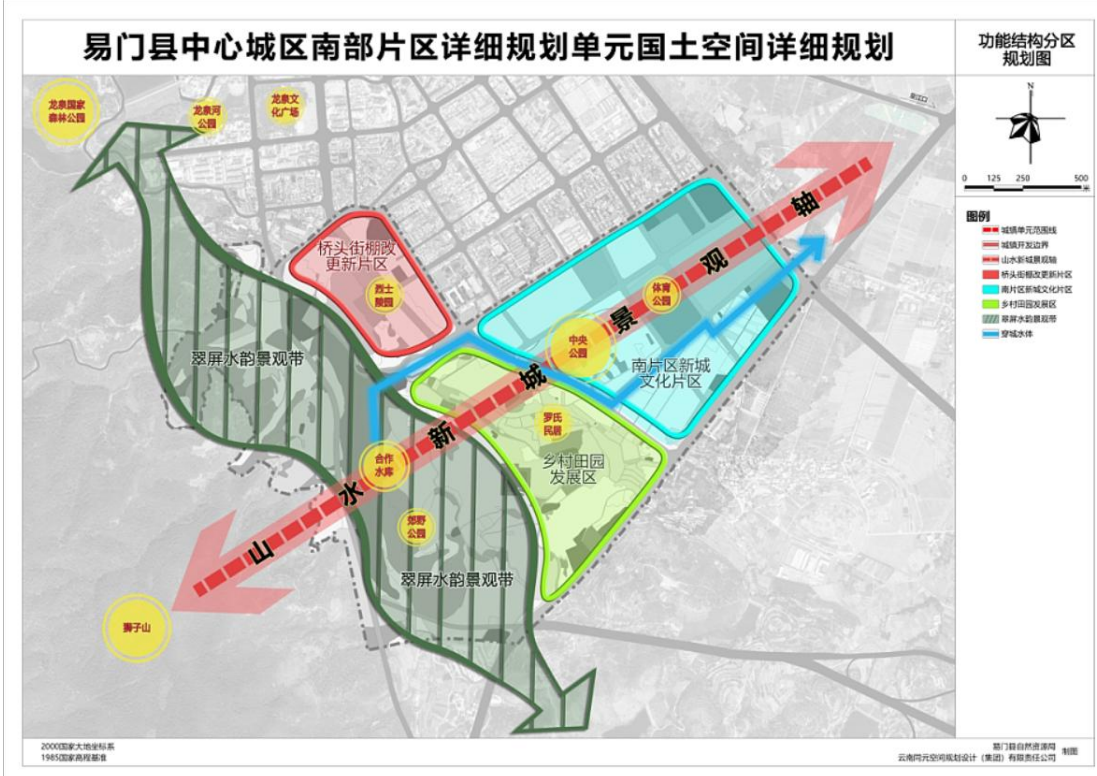 易门县中心城区南部片区详细规划单元国土空间详细规划
功能结构分区
规划图
N
0 125 250 500
米
图例
城镇单元范围线
城镇开发边界
山水新城景观轴
桥头街棚改更新片区
南片区新城文化片区
乡村田园发展区
翠屏水韵景观带
穿城水体
龙泉国家
森林公园
龙泉河
公园
龙泉文
化广场
桥头街棚改
更新片区
烈士
陵园
体育
公园
中央
公园
南片区新城
文化片区
翠屏水韵景观带
罗氏
民居
乡村田园
发展区
合作
水库
郊野
公园
翠屏水韵景观带
狮子山
山水新城景观轴
2000国家大地坐标系
1985国家高程基准
易门县自然资源局
云南同元空间规划设计（集团）有限责任公司
制图